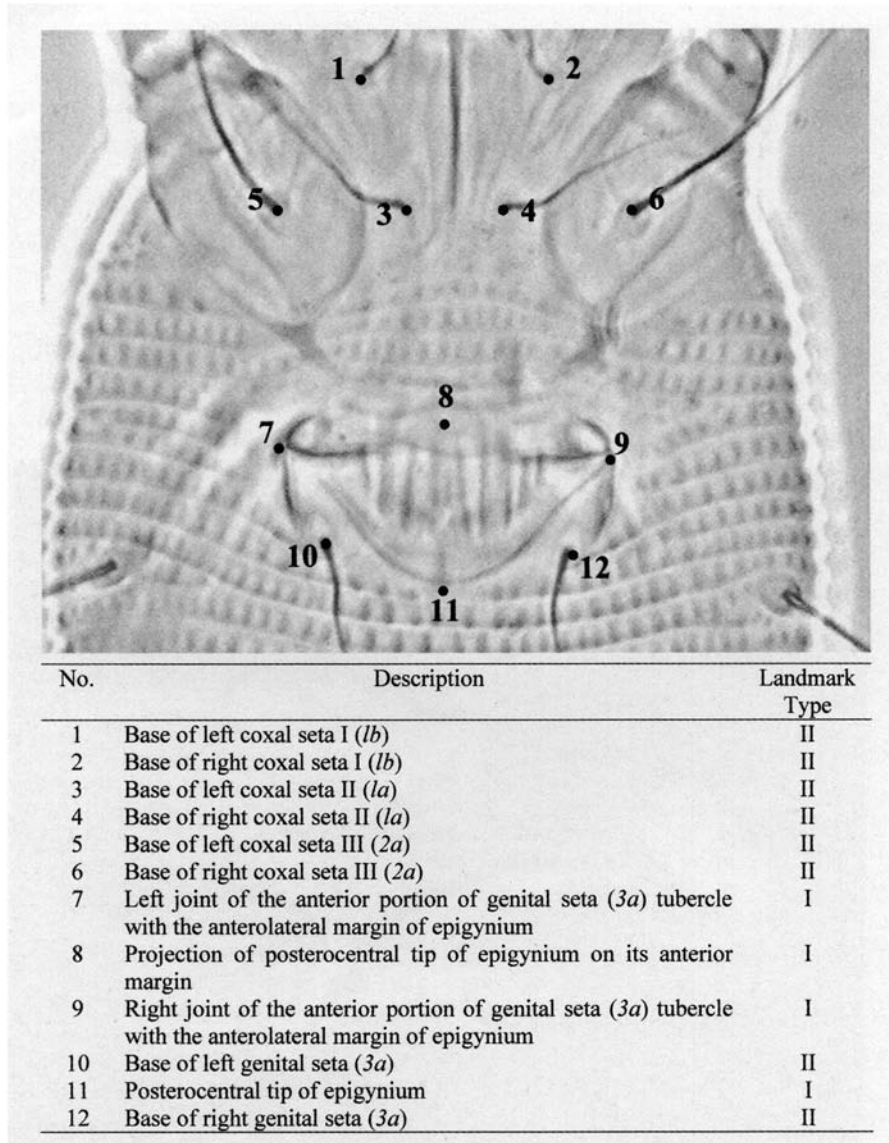 1 2
5 3 4 6
8
7 9
10 12
11
No. Description Landmark
Type
1 Base of left coxal seta I (lb) II
2 Base of right coxal seta I (lb) II
3 Base of left coxal seta II (la) II
4 Base of right coxal seta II (la) II
5 Base of left coxal seta III (2a) II
6 Base of right coxal seta III (2a) II
7 Left joint of the anterior portion of genital seta (3a) tubercle I
with the anterolateral margin of epigynium
8 Projection of posterocentral tip of epigynium on its anterior I
margin
9 Right joint of the anterior portion of genital seta (3a) tubercle I
with the anterolateral margin of epigynium
10 Base of left genital seta (3a) II
11 Posterocentral tip of epigynium I
12 Base of right genital seta (3a) II